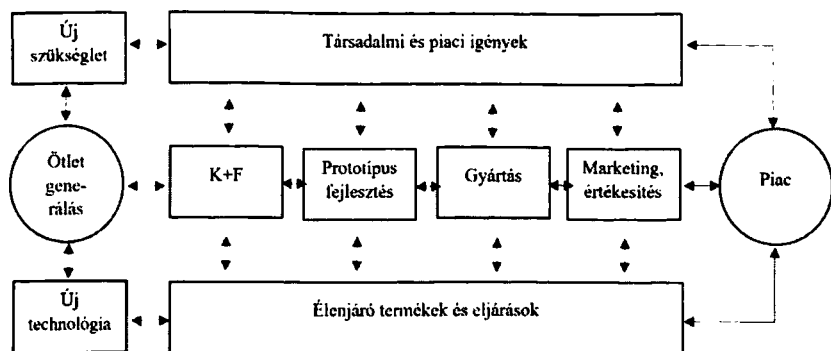 Új
szükséglet
Társadalmi és piaci igények
Ötlet
gene-
rálás
K+F
Prototípus
fejlesztés
Gyártás
Marketing,
értékesítés
Piac
Új
technológia
Élenjáró termékek és eljárások